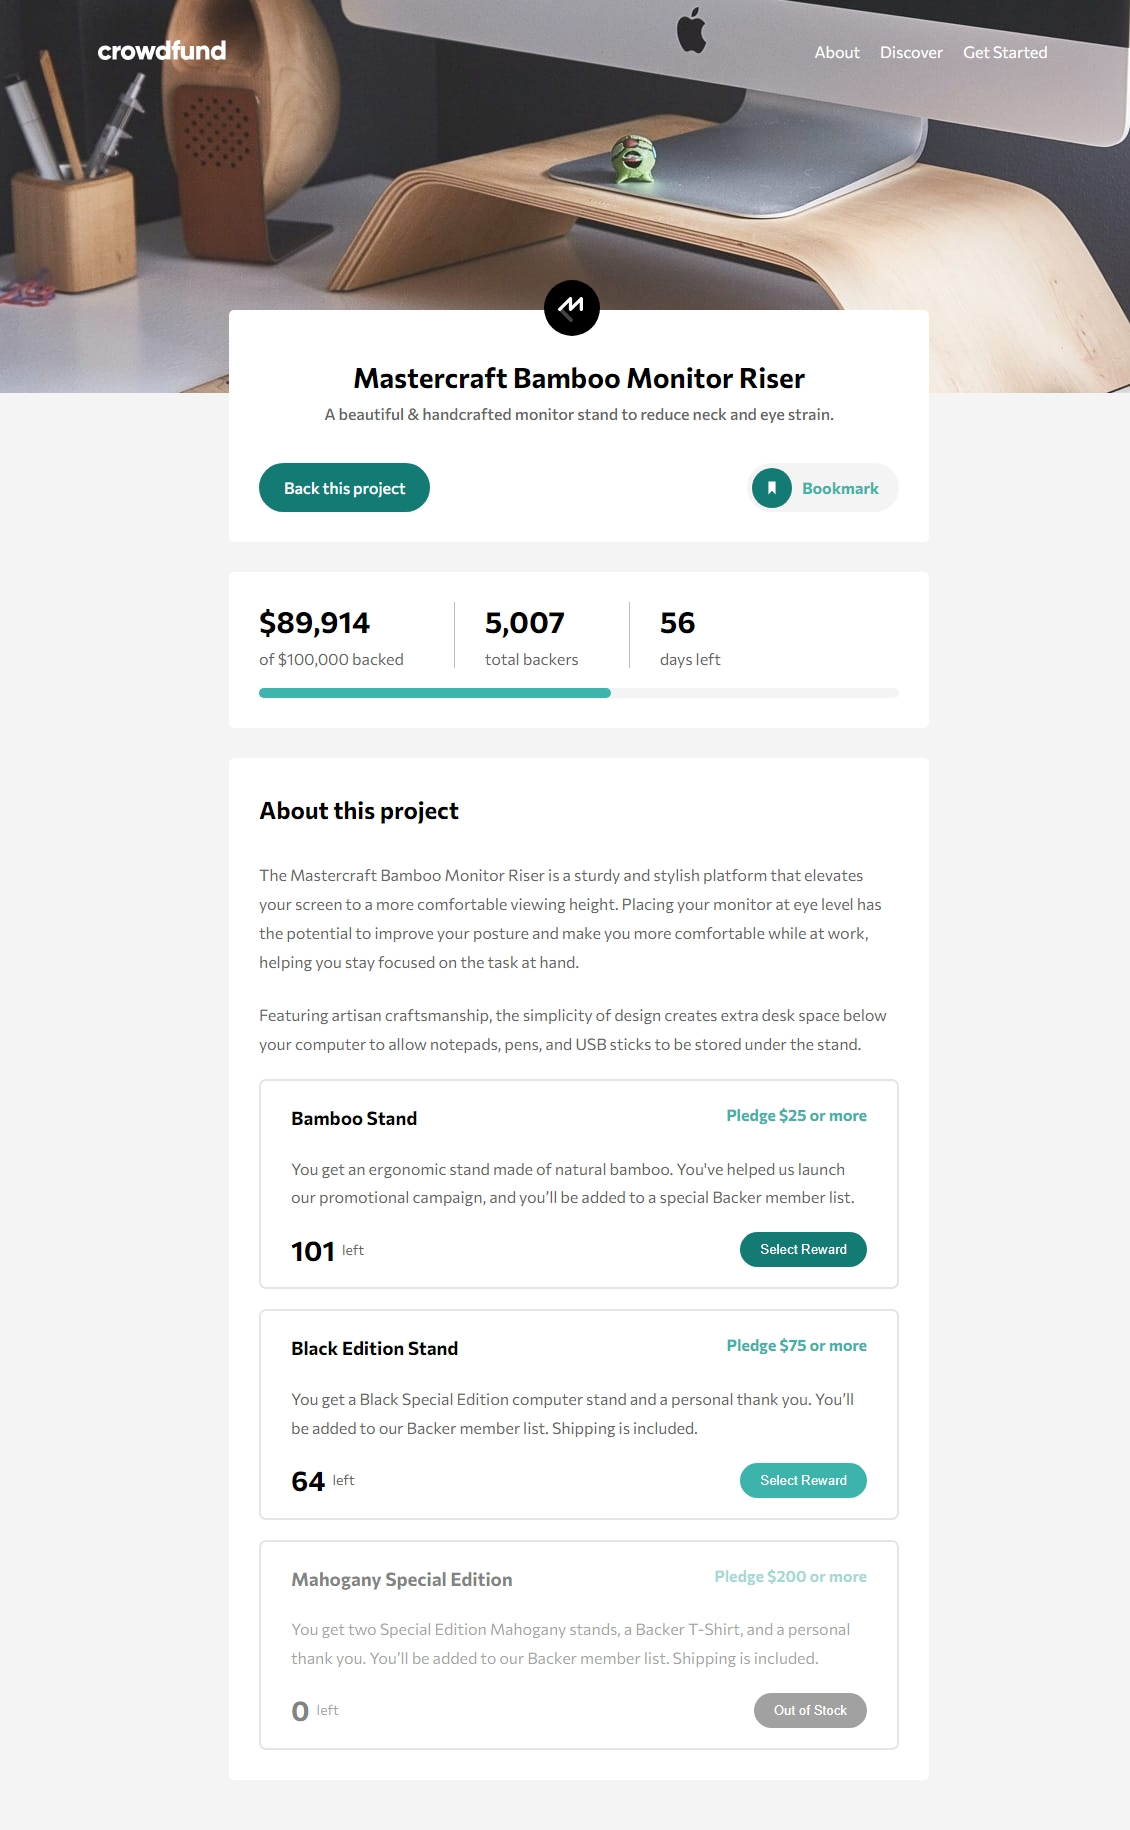 crowdfund
About Discover Get Started
Mastercraft Bamboo Monitor Riser
A beautiful & handcrafted monitor stand to reduce neck and eye strain.
Back this project
Bookmark
$89,914
of $100,000 backed
5,007
total backers
56
days left
About this project
The Mastercraft Bamboo Monitor Riser is a sturdy and stylish platform that elevates
your screen to a more comfortable viewing height. Placing your monitor at eye level has
the potential to improve your posture and make you more comfortable while at work,
helping you stay focused on the task at hand.
Featuring artisan craftsmanship, the simplicity of design creates extra desk space below
your computer to allow notepads, pens, and USB sticks to be stored under the stand.
Bamboo Stand
Pledge $25 or more
You get an ergonomic stand made of natural bamboo. You've helped us launch
our promotional campaign, and you’ll be added to a special Backer member list.
101 left
Select Reward
Black Edition Stand
Pledge $75 or more
You get a Black Special Edition computer stand and a personal thank you. You’ll
be added to our Backer member list. Shipping is included.
64 left
Select Reward
Mahogany Special Edition
Pledge $200 or more
You get two Special Edition Mahogany stands, a Backer T-Shirt, and a personal
thank you. You’ll be added to our Backer member list. Shipping is included.
0 left
Out of Stock